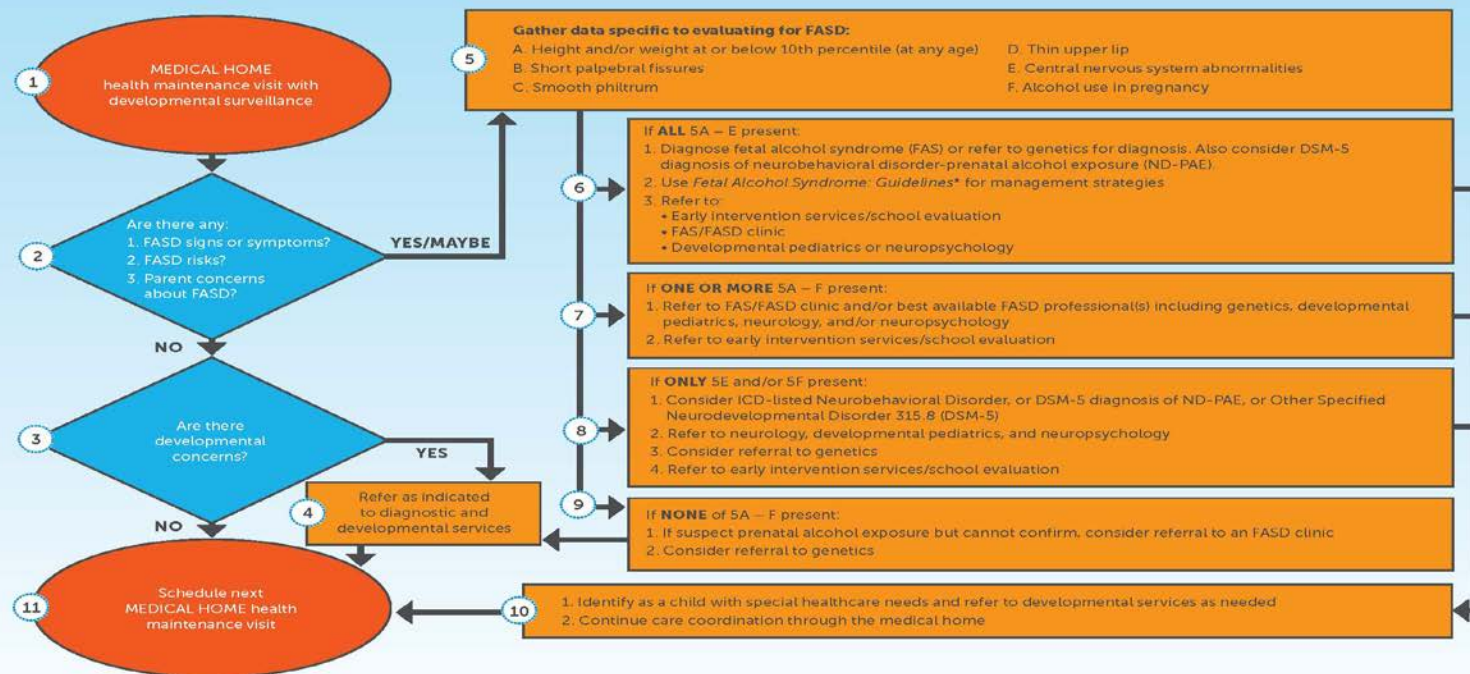 1
MEDICAL HOME
health maintenance visit with
developmental surveillance
2
Are there any:
1. FASD signs or symptoms?
2. FASD risks?
3. Parent concerns
about FASD?
YES/MAYBE
NO
3
Are there
developmental
concerns?
YES
NO
4
Refer as indicated
to diagnostic and
developmental services
5
Gather data specific to evaluating for FASD:
A. Height and/or weight at or below 10th percentile (at any age)
B. Short palpebral fissures
C. Smooth philtrum
D. Thin upper lip
E. Central nervous system abnormalities
F. Alcohol use in pregnancy
6
If ALL 5A – E present:
1. Diagnose fetal alcohol syndrome (FAS) or refer to genetics for diagnosis. Also consider DSM-5
diagnosis of neurobehavioral disorder-prenatal alcohol exposure (ND-PAE).
2. Use Fetal Alcohol Syndrome: Guidelines* for management strategies
3. Refer to:
• Early intervention services/school evaluation
• FAS/FASD clinic
• Developmental pediatrics or neuropsychology
7
If ONE OR MORE 5A – F present:
1. Refer to FAS/FASD clinic and/or best available FASD professional(s) including genetics, developmental
pediatrics, neurology, and/or neuropsychology
2. Refer to early intervention services/school evaluation
8
If ONLY 5E and/or 5F present:
1. Consider ICD-listed Neurobehavioral Disorder, or DSM-5 diagnosis of ND-PAE, or Other Specified
Neurodevelopmental Disorder 315.8 (DSM-5)
2. Refer to neurology, developmental pediatrics, and neuropsychology
3. Consider referral to genetics
4. Refer to early intervention services/school evaluation
9
If NONE of 5A – F present:
1. If suspect prenatal alcohol exposure but cannot confirm, consider referral to an FASD clinic
2. Consider referral to genetics
10
1. Identify as a child with special healthcare needs and refer to developmental services as needed
2. Continue care coordination through the medical home
11
Schedule next
MEDICAL HOME health
maintenance visit